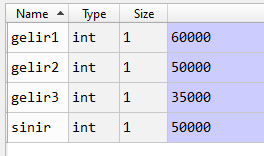 Name Type Size
gelir1 int 1 60000
gelir2 int 1 50000
gelir3 int 1 35000
sinir int 1 50000